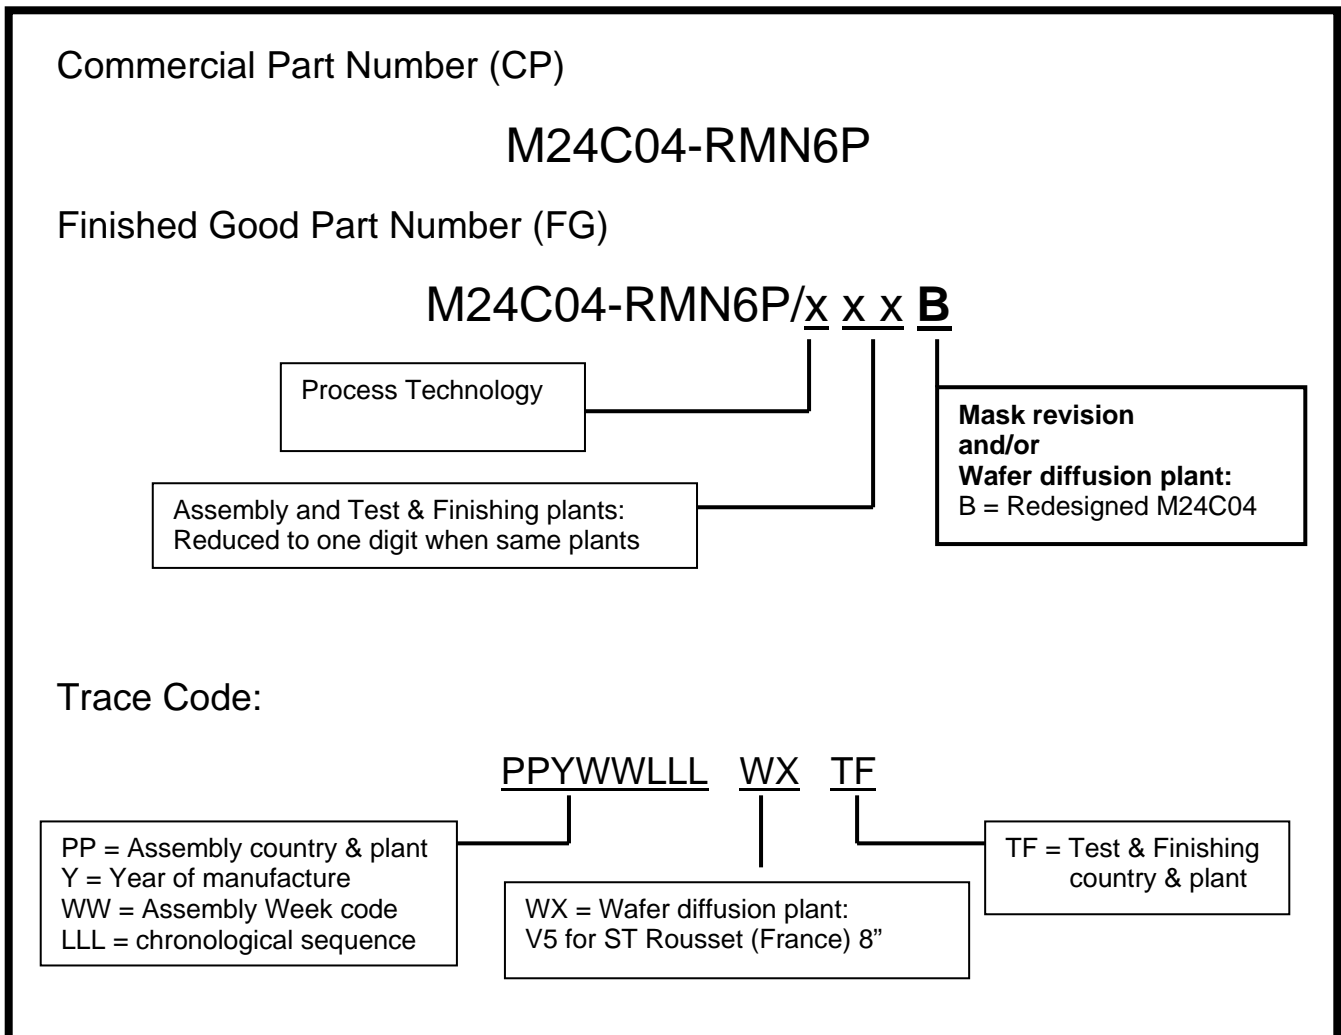 Commercial Part Number (CP)
M24C04-RMN6P
Finished Good Part Number (FG)
M24C04-RMN6P/x x x B
Process Technology
Mask revision
and/or
Wafer diffusion plant:
B = Redesigned M24C04
Assembly and Test & Finishing plants:
Reduced to one digit when same plants
Trace Code:
PPYWWLLL WX TF
PP = Assembly country & plant
Y = Year of manufacture
WW = Assembly Week code
LLL = chronological sequence
WX = Wafer diffusion plant:
V5 for ST Rousset (France) 8”
TF = Test & Finishing
country & plant